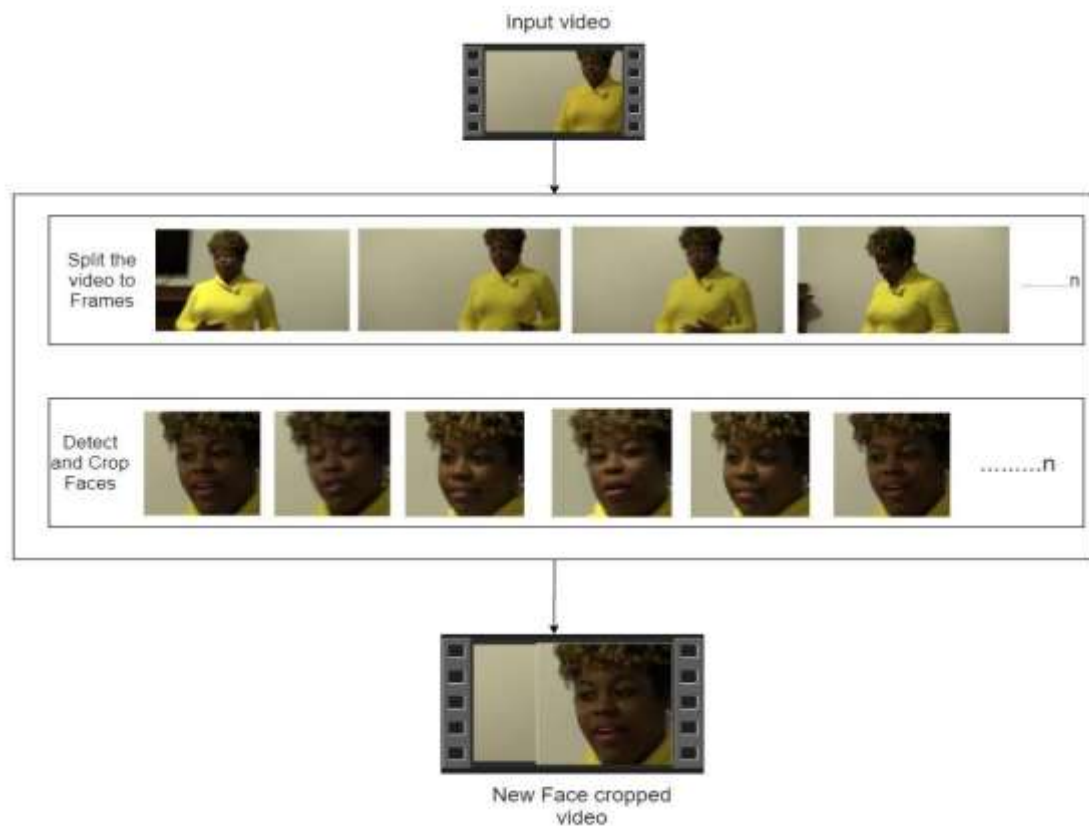 Input video
Split the
video to
Frames
..........n
Detect
and Crop
Faces
.........n
New Face cropped
video